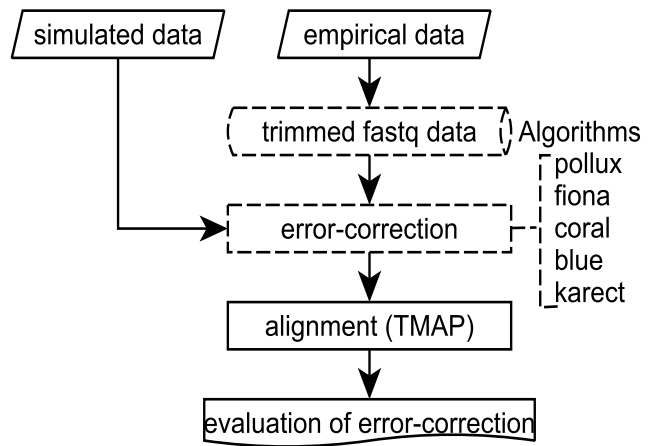 simulated data
empirical data
trimmed fastq data
Algorithms
pollux
fiona
coral
blue
karect
error-correction
alignment (TMAP)
evaluation of error-correction